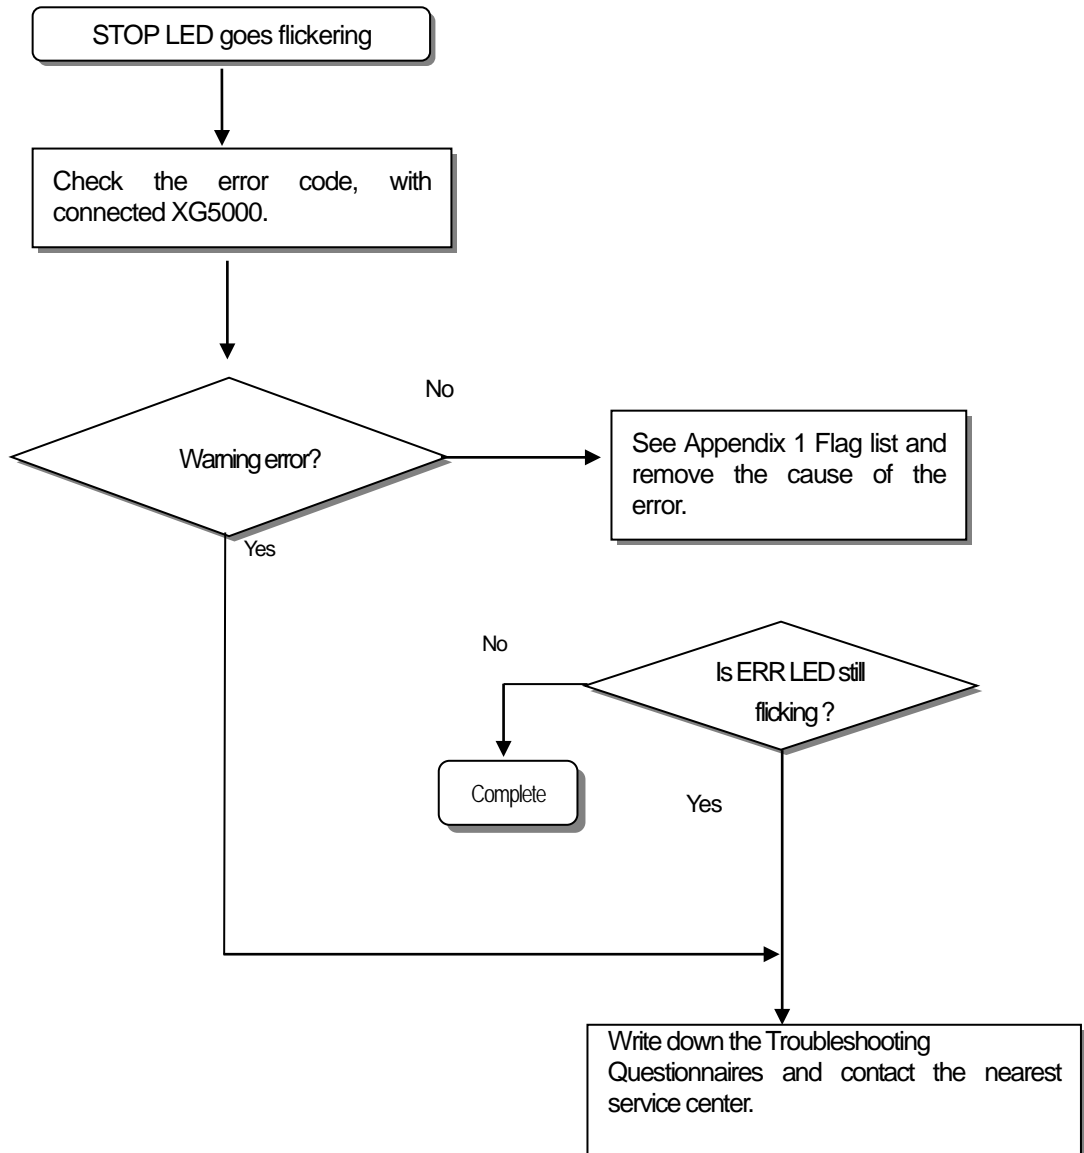 STOP LED goes flickering
Check the error code, with
connected XG5000.
No
Warning error?
See Appendix 1 Flag list and
remove the cause of the
error.
Yes
No
Is ERR LED still
flicking ?
Complete
Yes
Write down the Troubleshooting
Questionnaires and contact the nearest
service center.